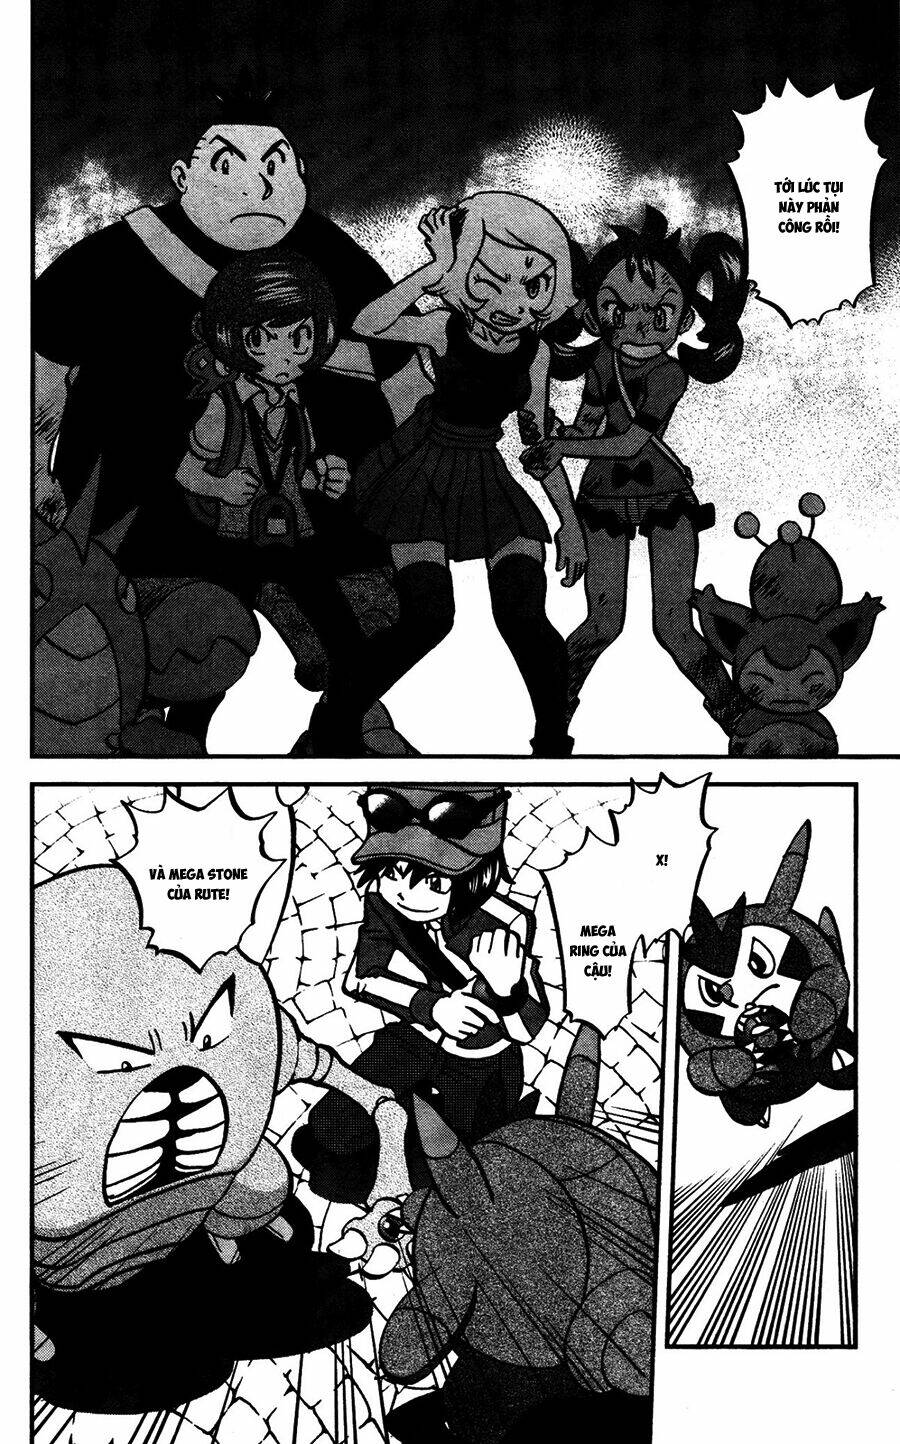 TỚI LÚC TỤI
NÀY PHẢN
CÔNG RỒI!
X!
MEGA
RING CỦA
CẬU!
VÀ MEGA STONE
CỦA RUTE!